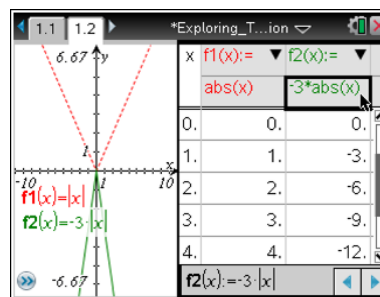 1.1 1.2 *Exploring_T...ion
6.67 y
1
x
-10 1 10
f1(x)=|x|
f2(x)=-3·|x|
-6.67
x f1(x):= f2(x):=
abs(x) -3*abs(x)
0. 0. 0.
1. 1. -3.
2. 2. -6.
3. 3. -9.
4. 4. -12.
f2(x):=-3·|x|